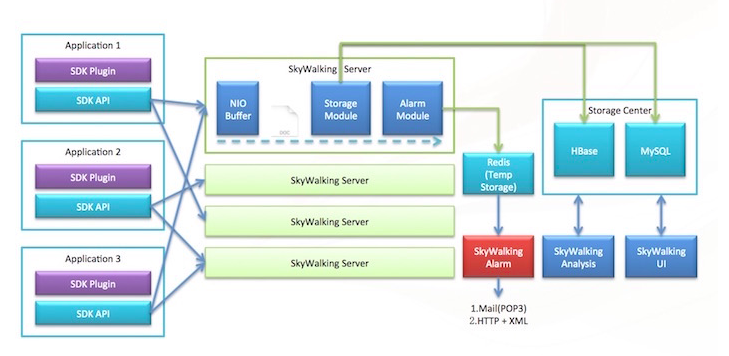 Application 1
SDK Plugin
SDK API
Application 2
SDK Plugin
SDK API
Application 3
SDK Plugin
SDK API
SkyWalking Server
NIO
Buffer
DOC
Storage
Module
Alarm
Module
SkyWalking Server
SkyWalking Server
SkyWalking Server
Redis
(Temp
Storage)
SkyWalking
Alarm
1.Mail(POP3)
2.HTTP + XML
Storage Center
HBase
MySQL
SkyWalking
Analysis
SkyWalking
UI